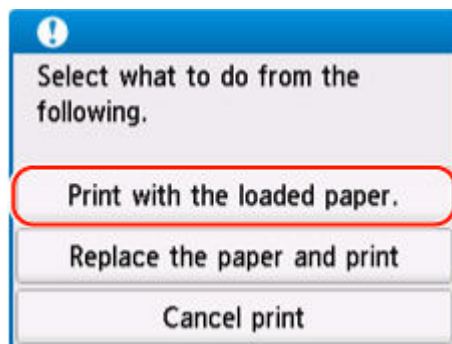 Select what to do from the
following.
Print with the loaded paper.
Replace the paper and print
Cancel print